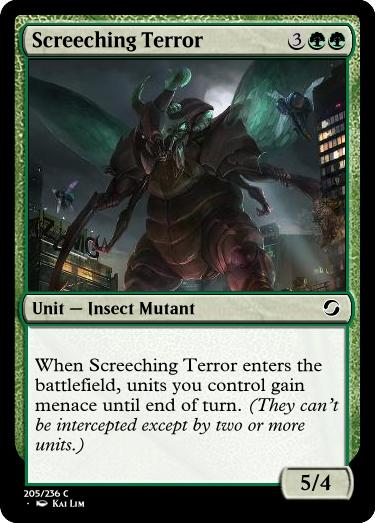 Screeching Terror 3
Unit — Insect Mutant
When Screeching Terror enters the
battlefield, units you control gain
menace until end of turn. (They can't
be intercepted except by two or more
units.)
5/4
205/236 C
· Kai Lim